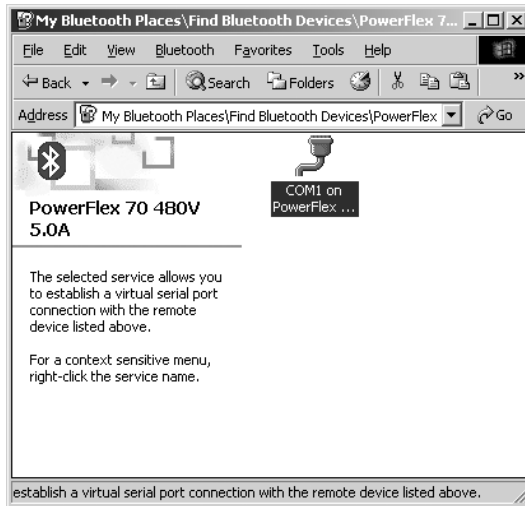 My Bluetooth Places\Find Bluetooth Devices\PowerFlex 7...
File Edit View Bluetooth Favorites Tools Help
Back Search Folders »
Address My Bluetooth Places\Find Bluetooth Devices\PowerFlex Go
COM1 on
PowerFlex ...
PowerFlex 70 480V
5.0A
The selected service allows you
to establish a virtual serial port
connection with the remote
device listed above.
For a context sensitive menu,
right-click the service name.
establish a virtual serial port connection with the remote device listed above.